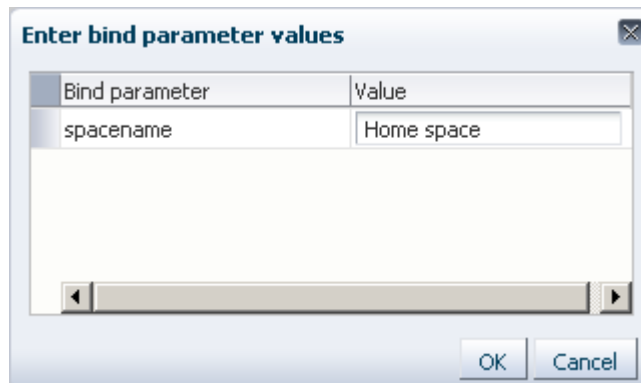 Enter bind parameter values
Bind parameter Value
spacename Home space
OK Cancel